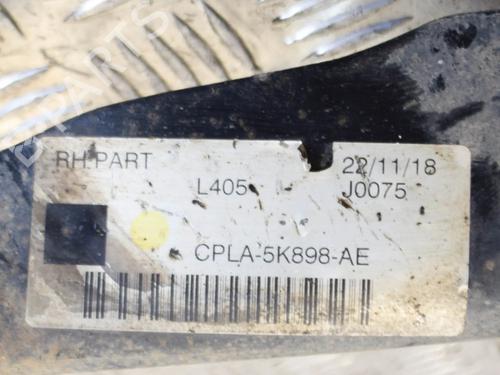 RH PART
22/11/18
L405
J0075
CPLA-5K898-AE